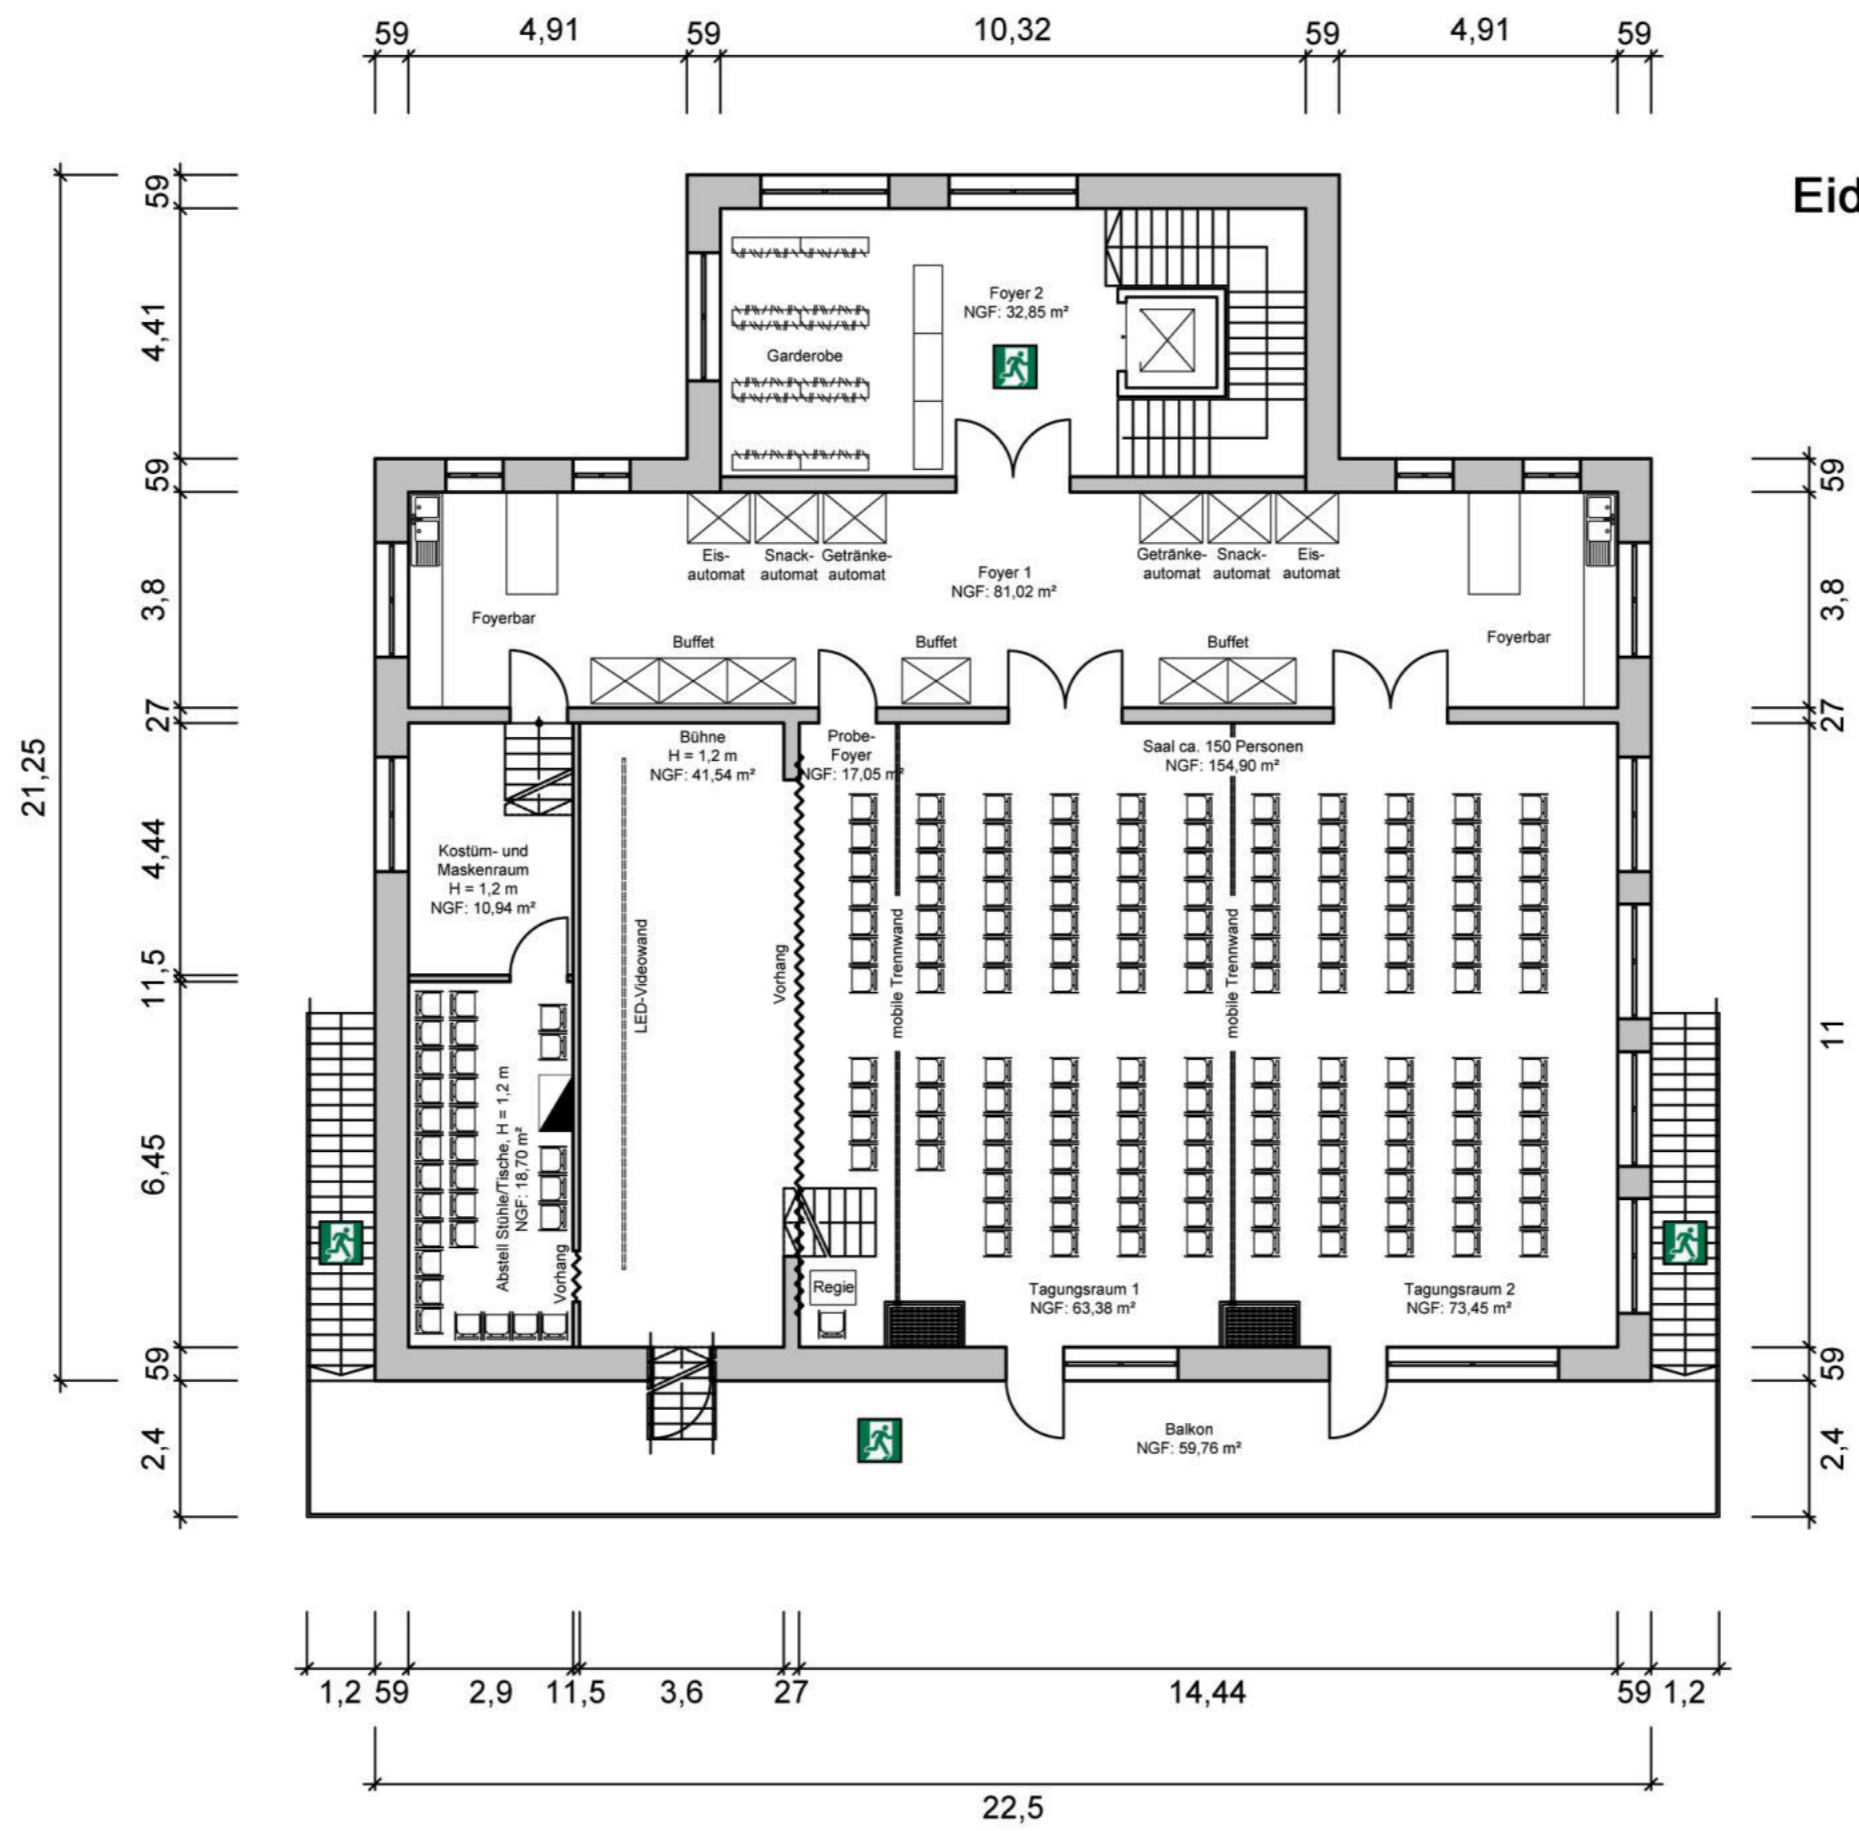 59 4,91 59 10,32 59 4,91 59
Eid
59
4,41
59
3,8
27
4,44
11,5
6,45
59
2,4
21,25
Foyer 2
NGF: 32,85 m²
Garderobe
Eis-
automat
Snack-
automat
Getränke-
automat
Foyer 1
NGF: 81,02 m²
Getränke-
automat
Snack-
automat
Eis-
automat
Foyerbar
Buffet
Buffet
Buffet
Foyerbar
Bühne
H = 1,2 m
NGF: 41,54 m²
Probe-
Foyer
NGF: 17,05 m²
Saal ca. 150 Personen
NGF: 154,90 m²
Kostüm- und
Maskenraum
H = 1,2 m
NGF: 10,94 m²
LED-Videowand
Vorhang
mobile Trennwand
mobile Trennwand
Abstell Stühle/Tische, H = 1,2 m
NGF: 18,70 m²
Vorhang
Regie
Tagungsraum 1
NGF: 63,38 m²
Tagungsraum 2
NGF: 73,45 m²
Balkon
NGF: 59,76 m²
59
3,8
27
11
59
2,4
1,2 59 2,9 11,5 3,6 27 14,44 59 1,2
22,5